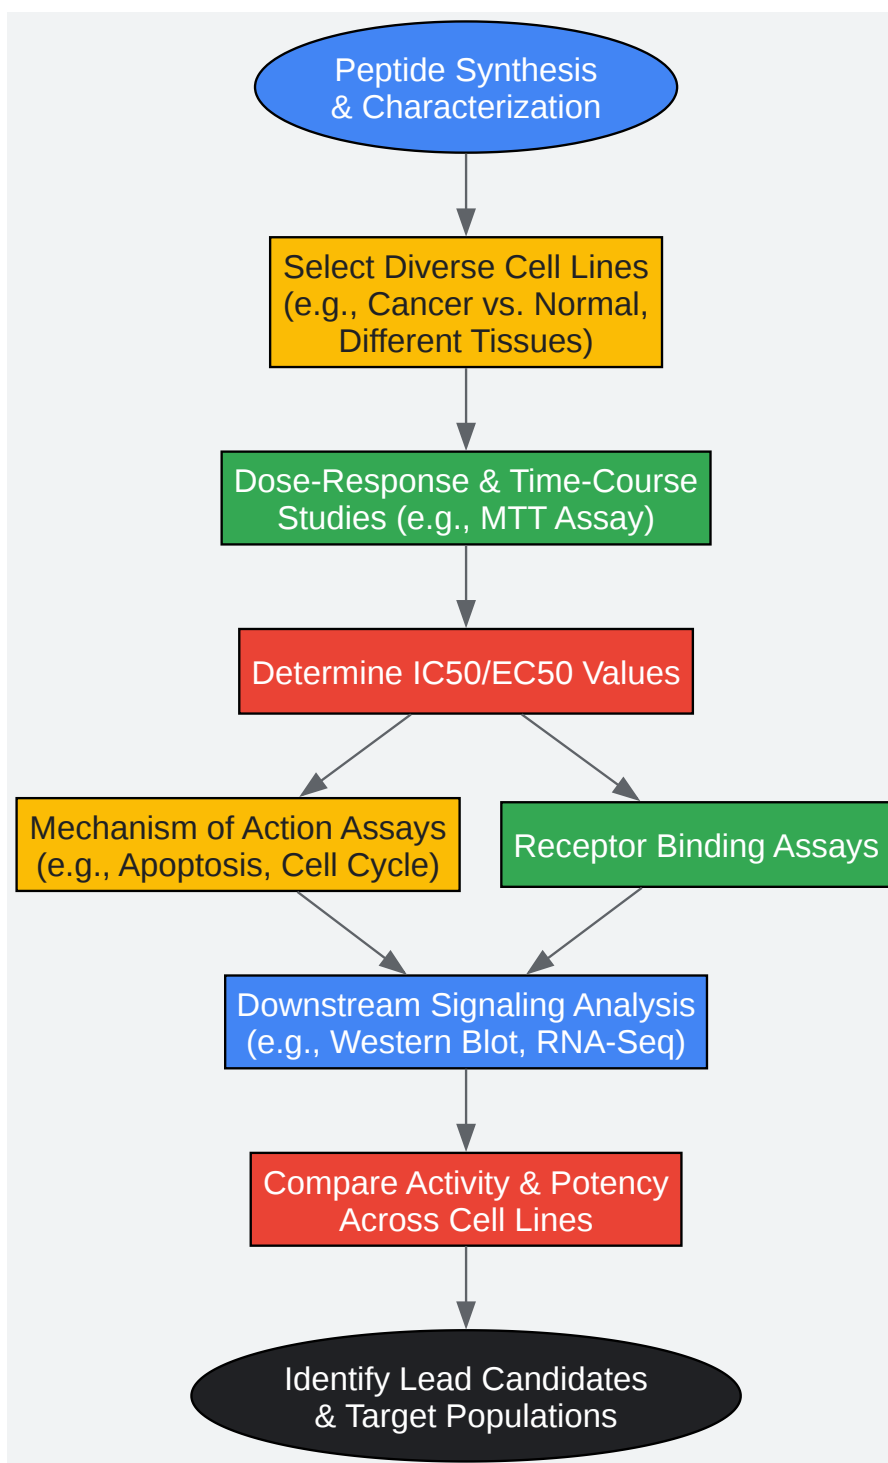 Peptide Synthesis
& Characterization
Select Diverse Cell Lines
(e.g., Cancer vs. Normal,
Different Tissues)
Dose-Response & Time-Course
Studies (e.g., MTT Assay)
Determine IC50/EC50 Values
Mechanism of Action Assays
(e.g., Apoptosis, Cell Cycle)
Receptor Binding Assays
Downstream Signaling Analysis
(e.g., Western Blot, RNA-Seq)
Compare Activity & Potency
Across Cell Lines
Identify Lead Candidates
& Target Populations